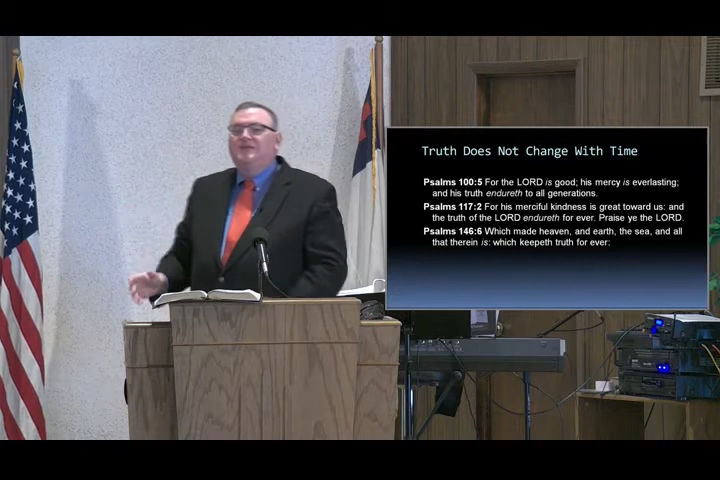 Truth Does Not Change With Time
Psalms 100:5 For the LORD is good; his mercy is everlasting;
and his truth endureth to all generations.
Psalms 117:2 For his merciful kindness is great toward us: and
the truth of the LORD endureth for ever. Praise ye the LORD.
Psalms 146:6 Which made heaven, and earth, the sea, and all
that therein is: which keepeth truth for ever: